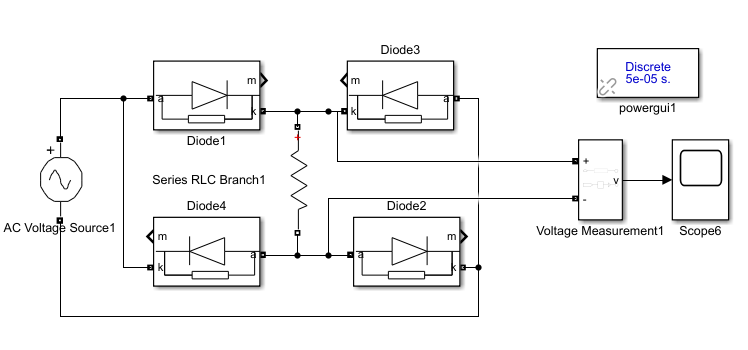 Diode3
Discrete
5e-05 s.
powergui1
m
a
k
Diode1
m
a
k
+
AC Voltage Source1
+
Series RLC Branch1
Diode4
m
k
a
Diode2
m
a
k
+
-
v
Voltage Measurement1
Scope6